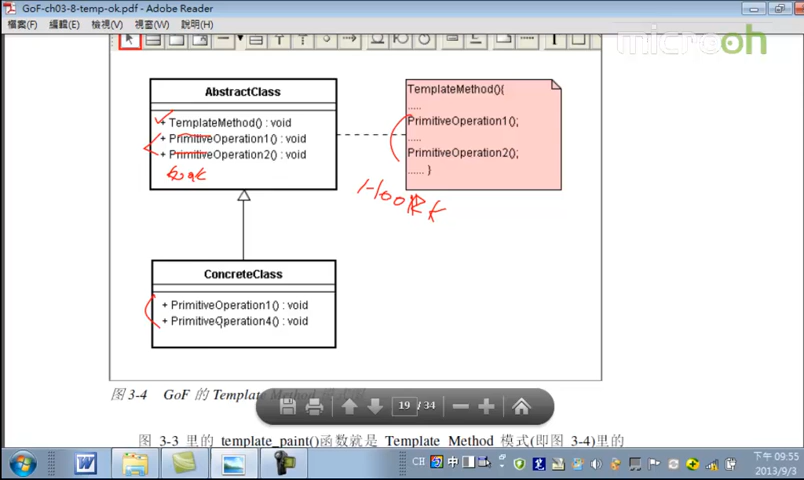 GoF-ch03-8-temp-ok.pdf - Adobe Reader
檔案(F) 編輯(E) 檢視(V) 視窗(W) 說明(H)
microoh
AbstractClass
+ TemplateMethod() : void
+ PrimitiveOperation1() : void
+ PrimitiveOperation2() : void
TemplateMethod(){
.....
PrimitiveOperation1();
.....
PrimitiveOperation2();
...... }
ConcreteClass
+ PrimitiveOperation1() : void
+ PrimitiveOperation4() : void
图 3-4 GoF 的 Template Method
19 / 34
图 3-3 里的 template_paint()函数就是 Template Method 模式(即图 3-4)里的
CH 中
下午 09:55
2013/9/3